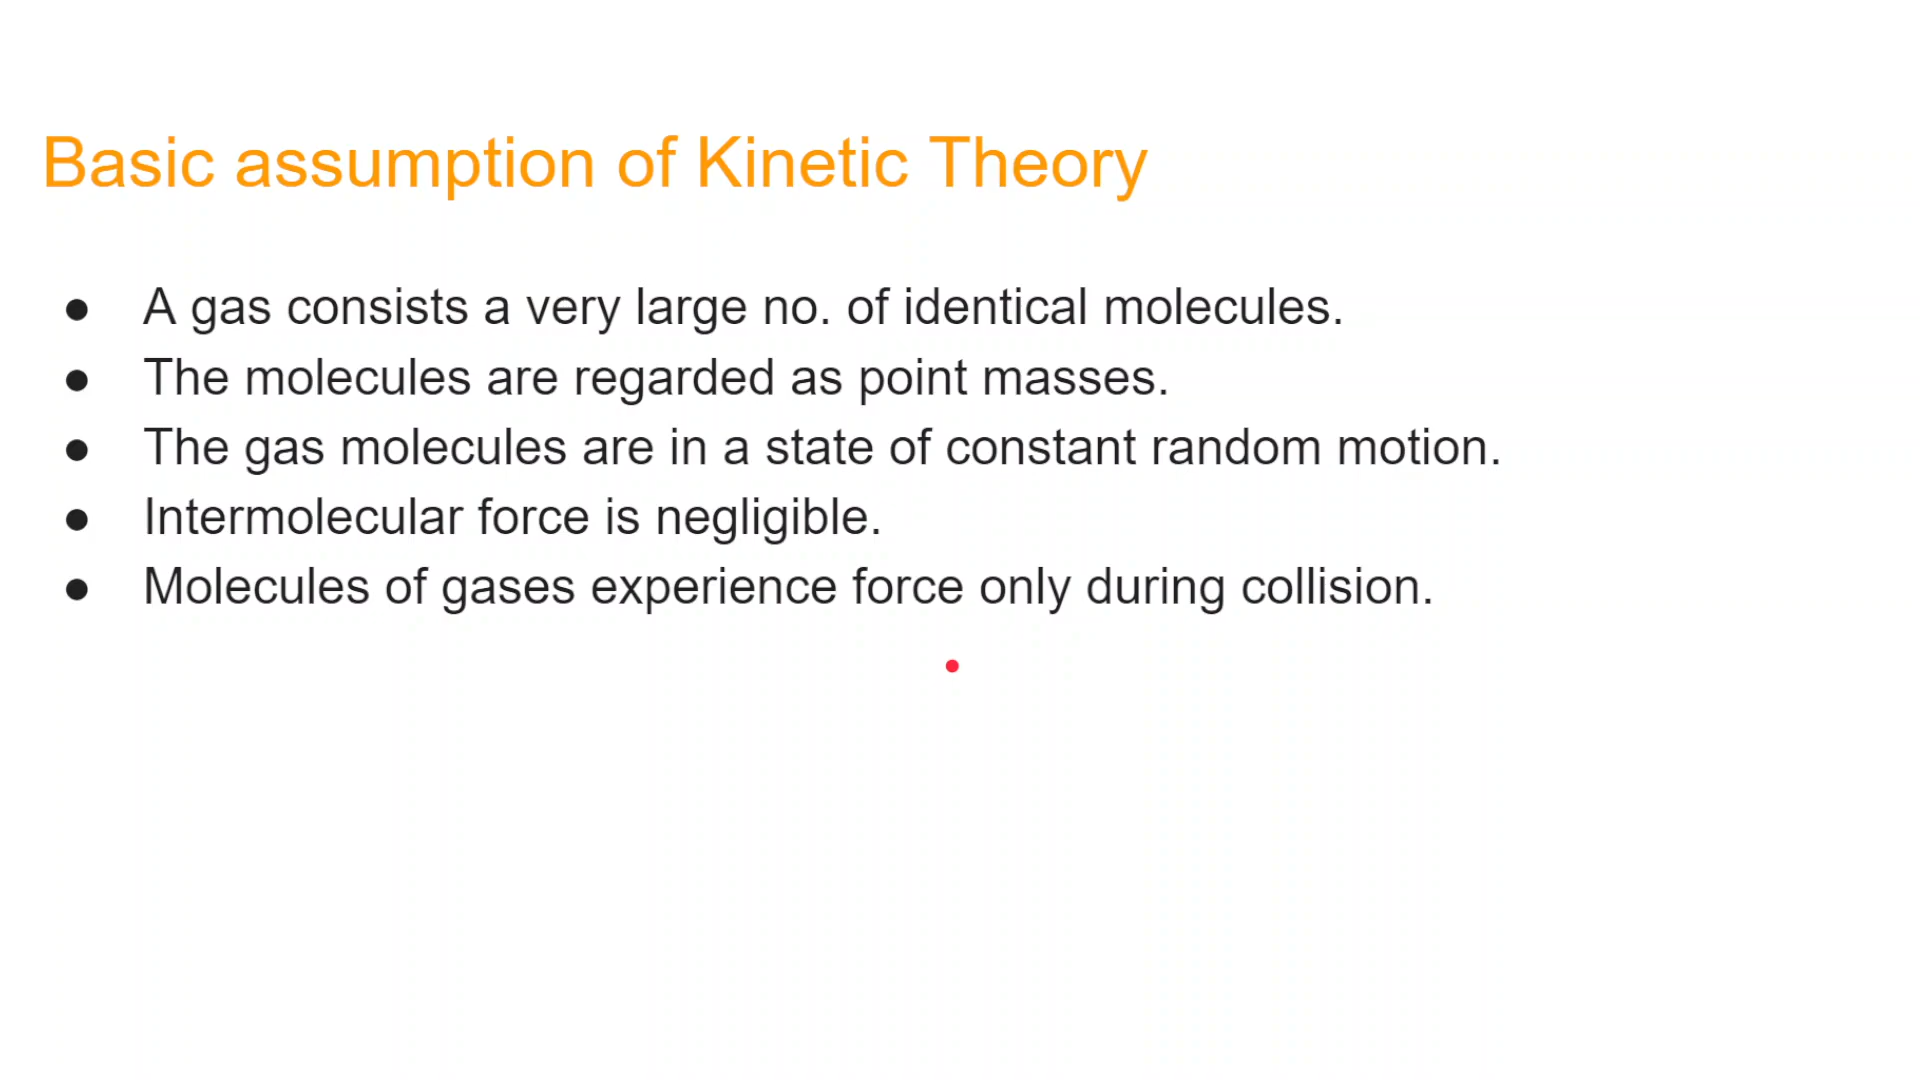 Basic assumption of Kinetic Theory
● A gas consists a very large no. of identical molecules.
● The molecules are regarded as point masses.
● The gas molecules are in a state of constant random motion.
● Intermolecular force is negligible.
● Molecules of gases experience force only during collision.